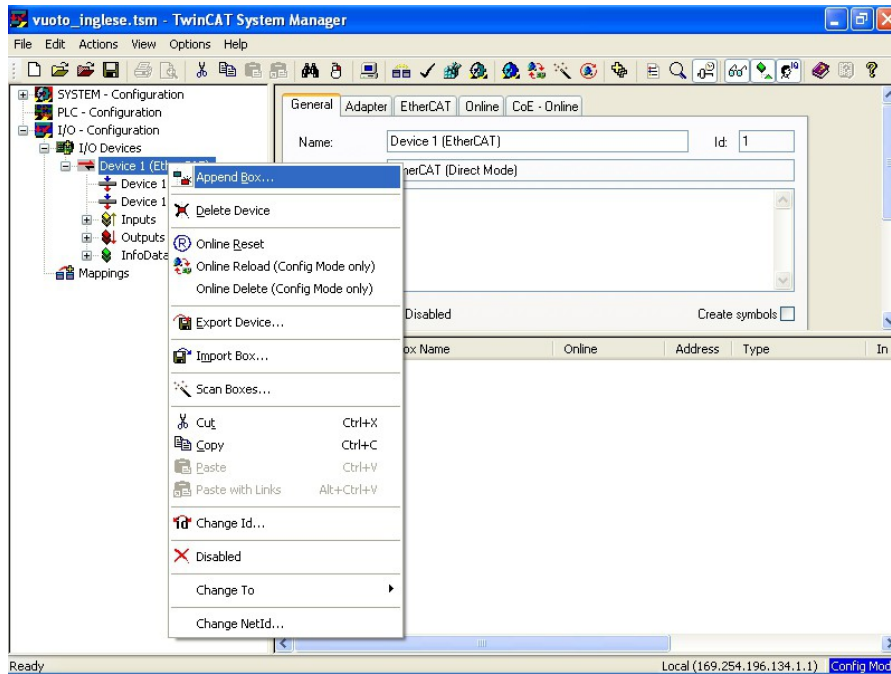 vuoto_inglese.tsm - TwinCAT System Manager
File Edit Actions View Options Help
SYSTEM - Configuration
PLC - Configuration
I/O - Configuration
I/O Devices
Device 1 (EtherCAT)
Device 1
Device 1
Inputs
Outputs
InfoData
Mappings
Append Box...
Delete Device
Online Reset
Online Reload (Config Mode only)
Online Delete (Config Mode only)
Export Device...
Import Box...
Scan Boxes...
Cut Ctrl+X
Copy Ctrl+C
Paste Ctrl+V
Paste with Links Alt+Ctrl+V
Change Id...
Disabled
Change To
Change NetId...
General Adapter EtherCAT Online CoE - Online
Name: Device 1 (EtherCAT) Id: 1
herCAT (Direct Mode)
Disabled Create symbols
ox Name Online Address Type In
Ready Local (169.254.196.134.1.1) Config Mod